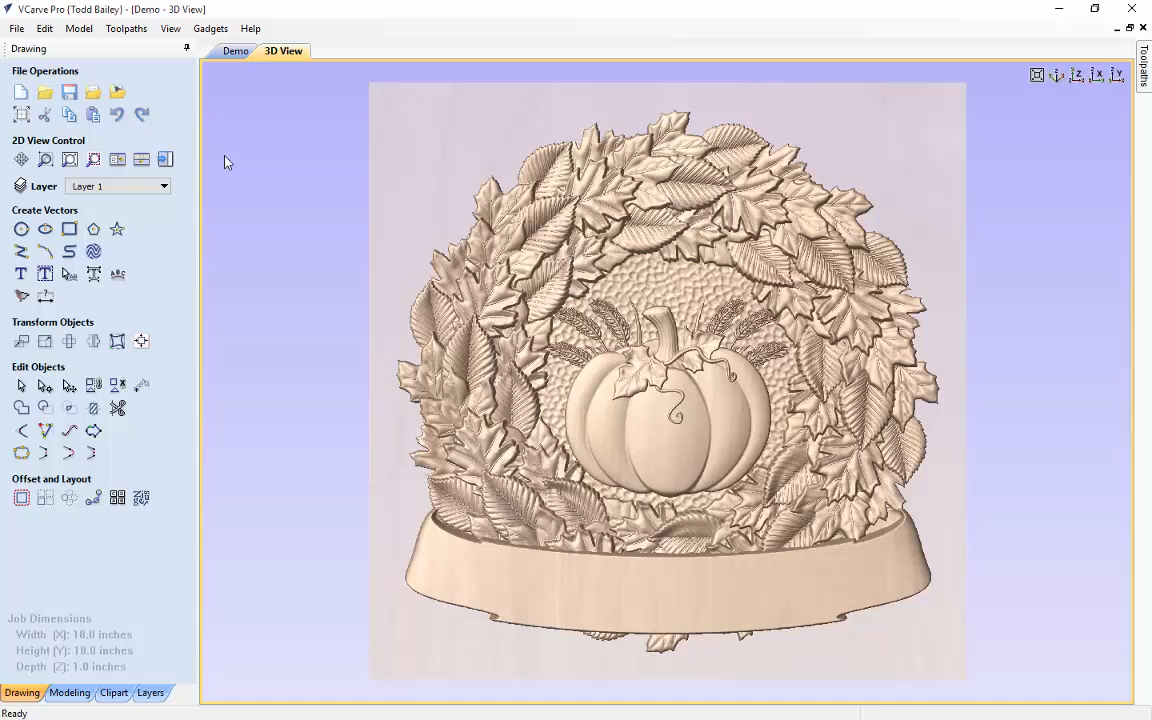 VCarve Pro {Todd Bailey} - [Demo - 3D View]
File Edit Model Toolpaths View Gadgets Help
Drawing
Demo 3D View
Toolpaths
File Operations
2D View Control
Layer Layer 1
Create Vectors
Transform Objects
Edit Objects
Offset and Layout
Job Dimensions
Width (X): 18.0 inches
Height (Y): 18.0 inches
Depth (Z): 1.0 inches
Drawing Modeling Clipart Layers
Ready